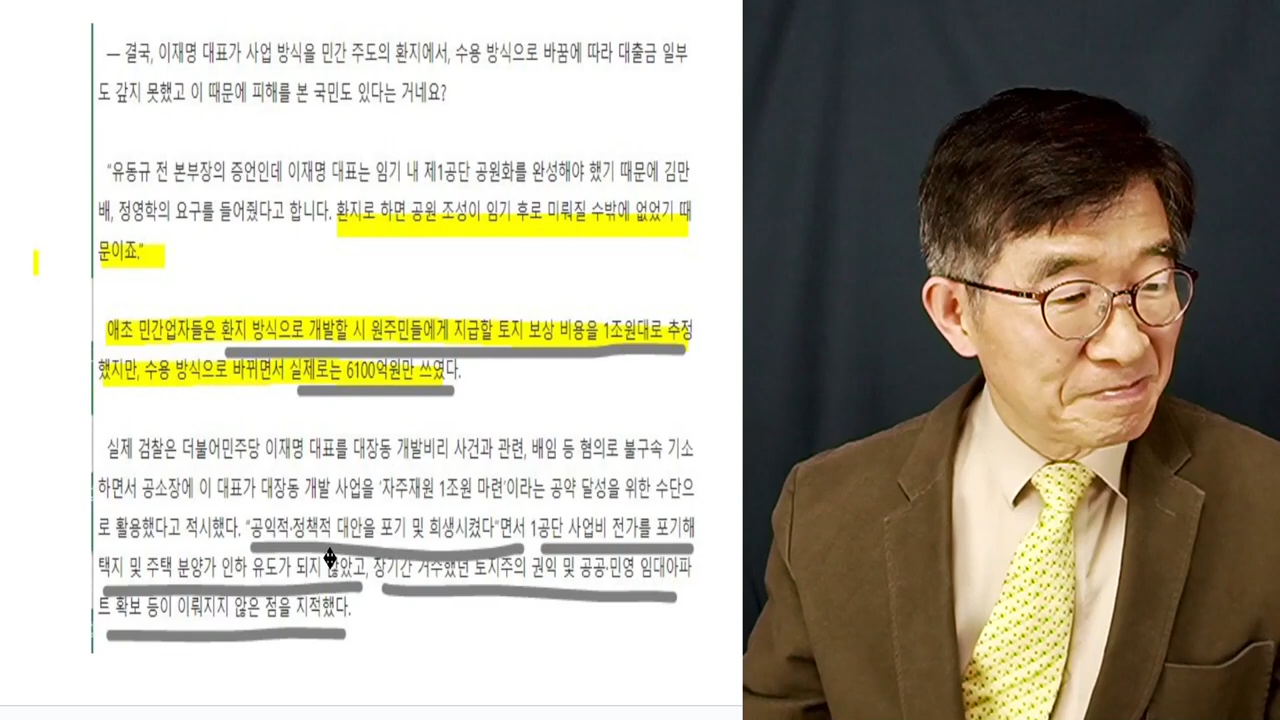 — 결국, 이재명 대표가 사업 방식을 민간 주도의 환지에서, 수용 방식으로 바꿈에 따라 대출금 일부
도 갚지 못했고 이 때문에 피해를 본 국민도 있다는 거네요?
“유동규 전 본부장의 증언인데 이재명 대표는 임기 내 제1공단 공원화를 완성해야 했기 때문에 김만
배, 정영학의 요구를 들어줬다고 합니다. 환지로 하면 공원 조성이 임기 후로 미뤄질 수밖에 없었기 때
문이죠.”
애초 민간업자들은 환지 방식으로 개발할 시 원주민들에게 지급할 토지 보상 비용을 1조원대로 추정
했지만, 수용 방식으로 바뀌면서 실제로는 6100억원만 쓰였다.
실제 검찰은 더불어민주당 이재명 대표를 대장동 개발비리 사건과 관련, 배임 등 혐의로 불구속 기소
하면서 공소장에 이 대표가 대장동 개발 사업을 ‘자주재원 1조원 마련’이라는 공약 달성을 위한 수단으
로 활용했다고 적시했다. “공익적·정책적 대안을 포기 및 희생시켰다”면서 1공단 사업비 전가를 포기해
택지 및 주택 분양가 인하 유도가 되지 않았고, 장기간 거주했던 토지주의 권익 및 공공·민영 임대아파
트 확보 등이 이뤄지지 않은 점을 지적했다.